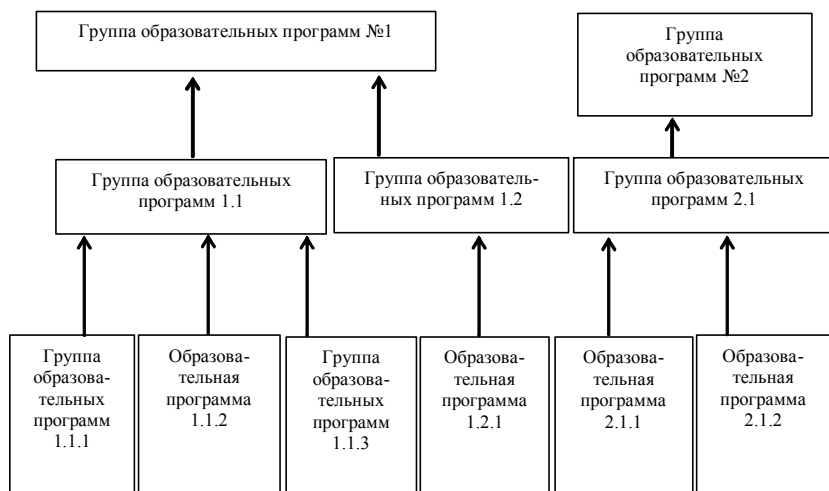 Группа образовательных программ №1
Группа
образовательных
программ №2
Группа образовательных
программ 1.1
Группа образователь-
ных программ 1.2
Группа образовательных
программ 2.1
Группа
образова-
тельных
программ
1.1.1
Образова-
тельная
программа
1.1.2
Группа
образова-
тельных
программ
1.1.3
Образова-
тельная
программа
1.2.1
Образова-
тельная
программа
2.1.1
Образова-
тельная
программа
2.1.2